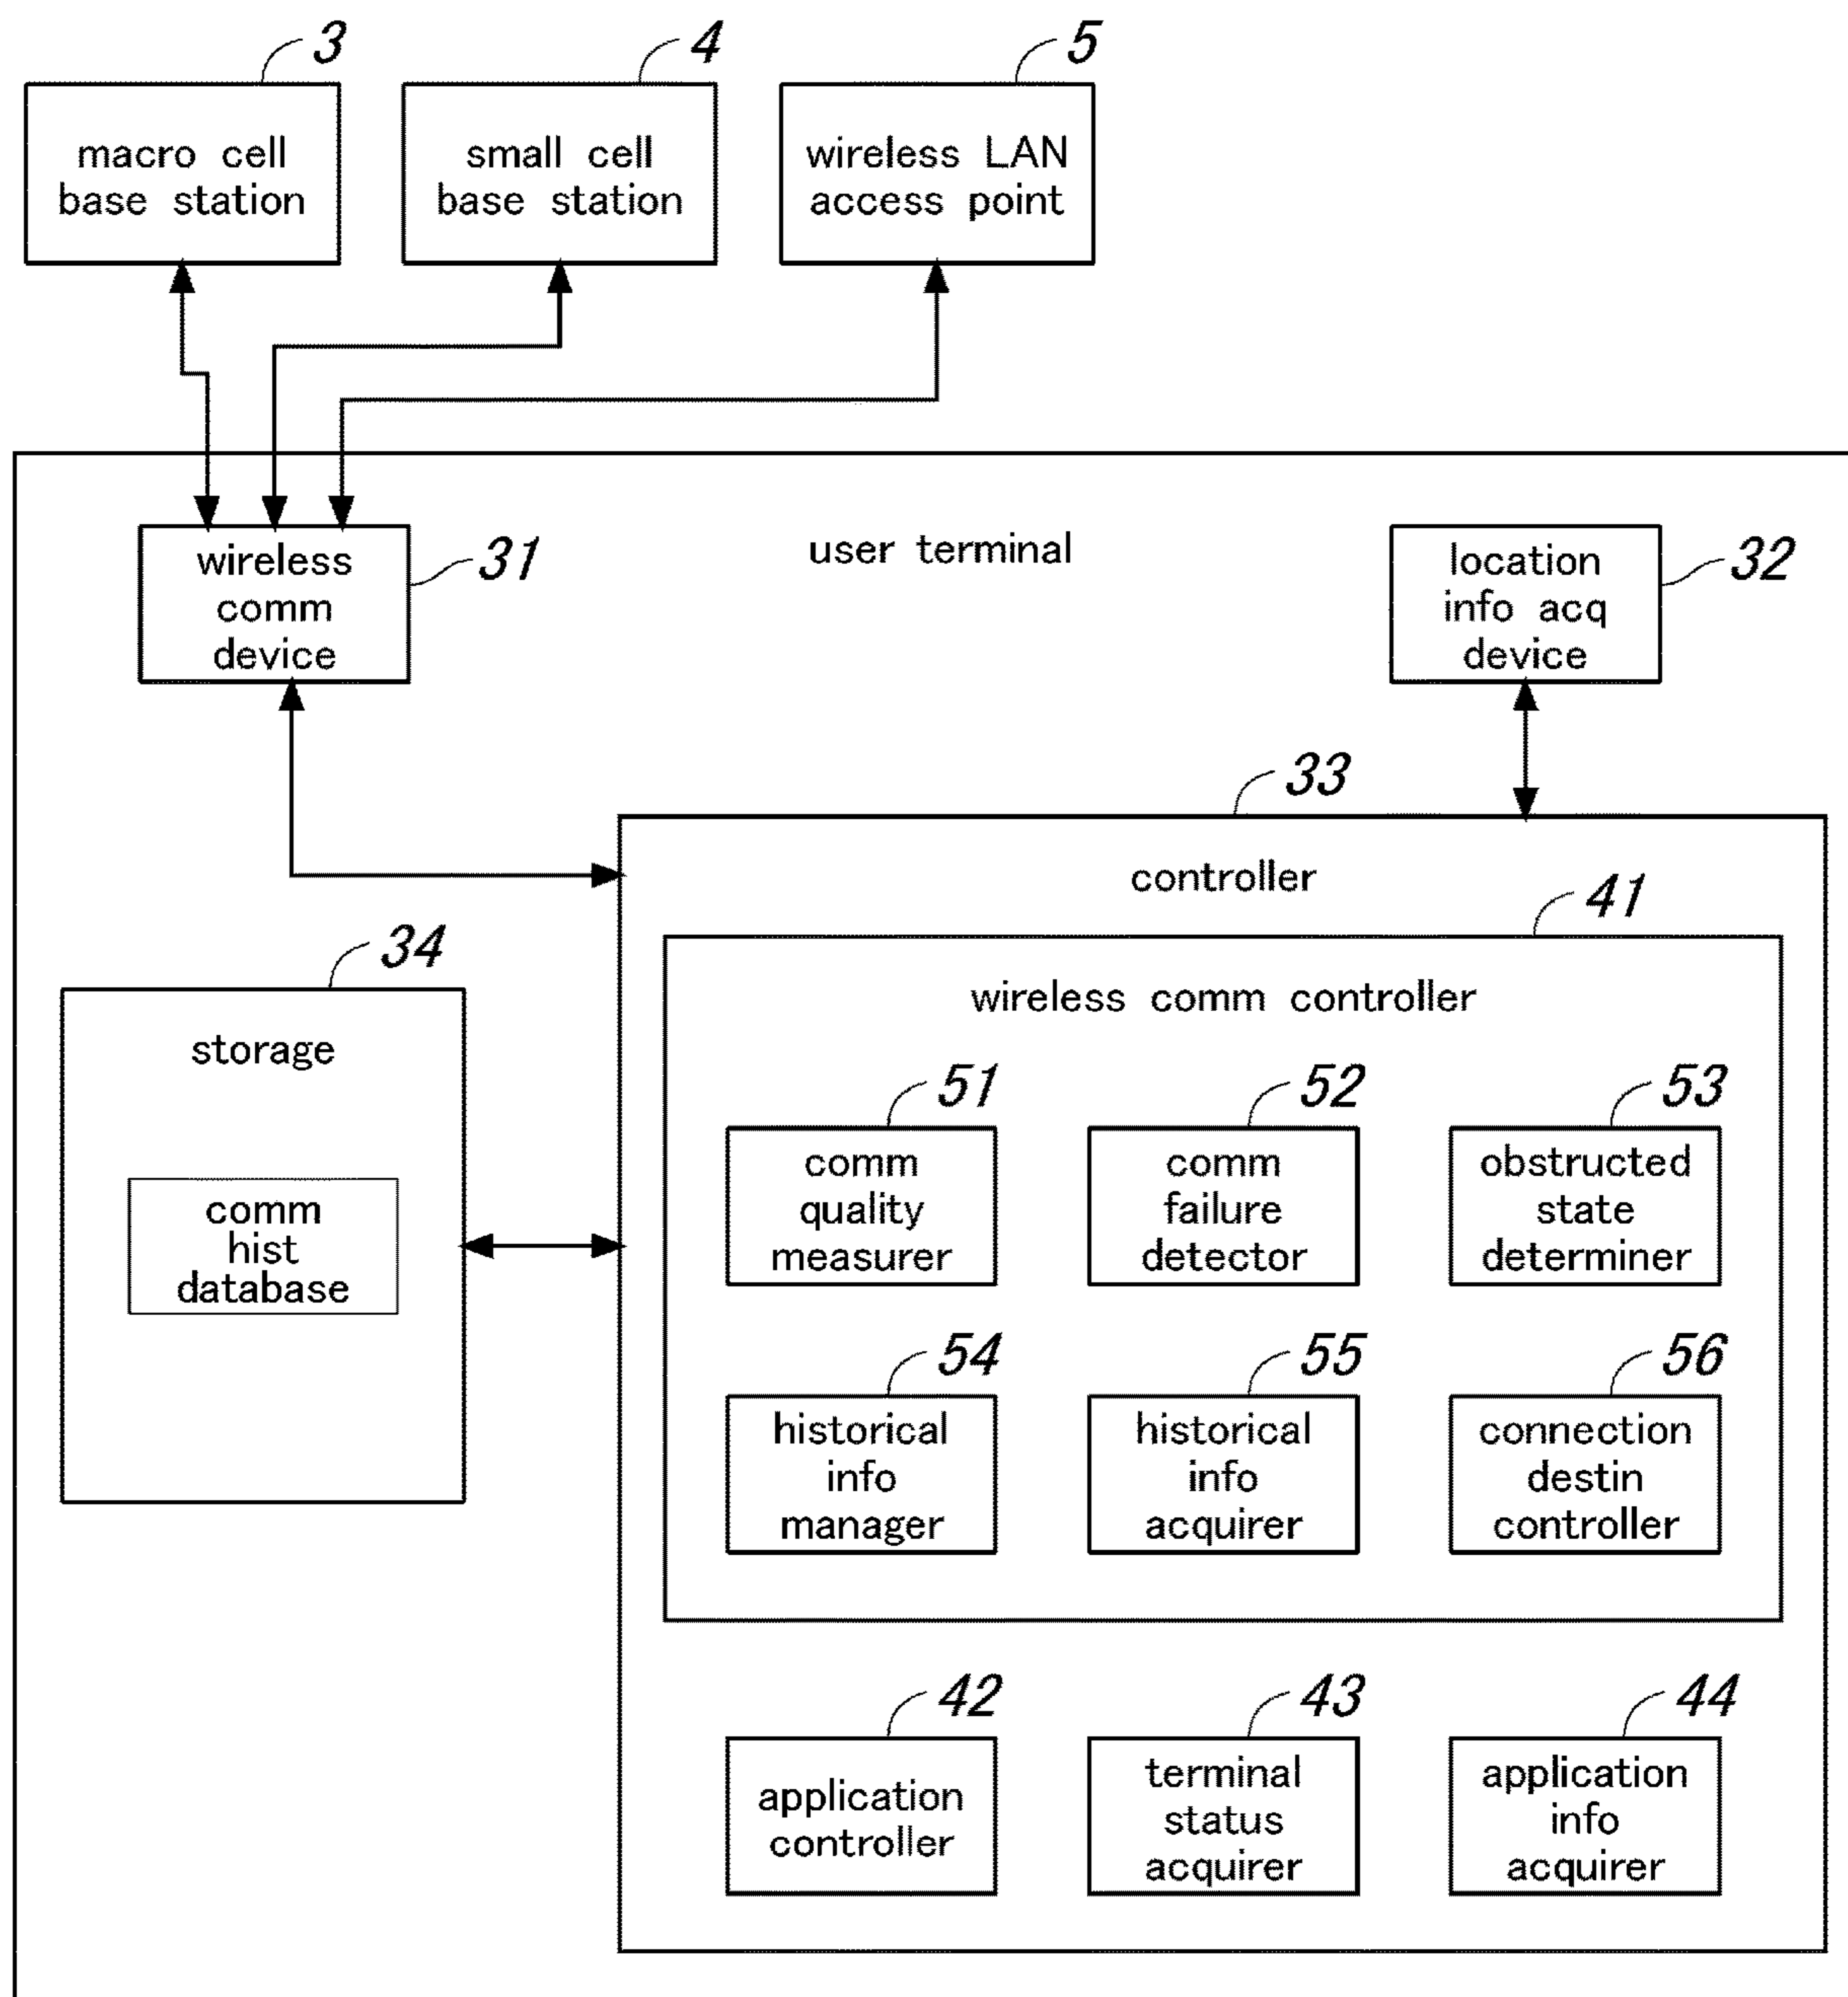 3
4
5
macro cell
base station
small cell
base station
wireless LAN
access point
user terminal
wireless
comm
device
31
location
info acq
device
32
33
controller
41
wireless comm controller
34
storage
comm
hist
database
51
comm
quality
measurer
52
comm
failure
detector
53
obstructed
state
determiner
54
historical
info
manager
55
historical
info
acquirer
56
connection
destin
controller
42
application
controller
43
terminal
status
acquirer
44
application
info
acquirer